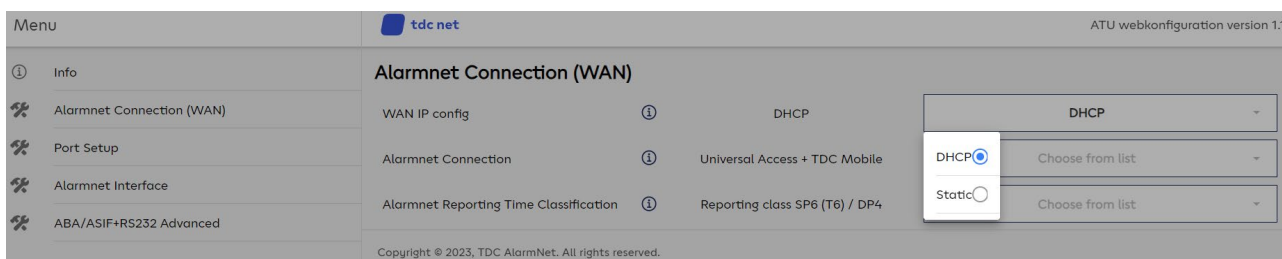 Menu
tdc net
ATU webkonfiguration version 1.
Info
Alarmnet Connection (WAN)
Port Setup
Alarmnet Interface
ABA/ASIF+RS232 Advanced
Alarmnet Connection (WAN)
WAN IP config DHCP DHCP
Alarmnet Connection Universal Access + TDC Mobile Choose from list
Alarmnet Reporting Time Classification Reporting class SP6 (T6) / DP4 Choose from list
DHCP
Static
Copyright © 2023, TDC AlarmNet. All rights reserved.